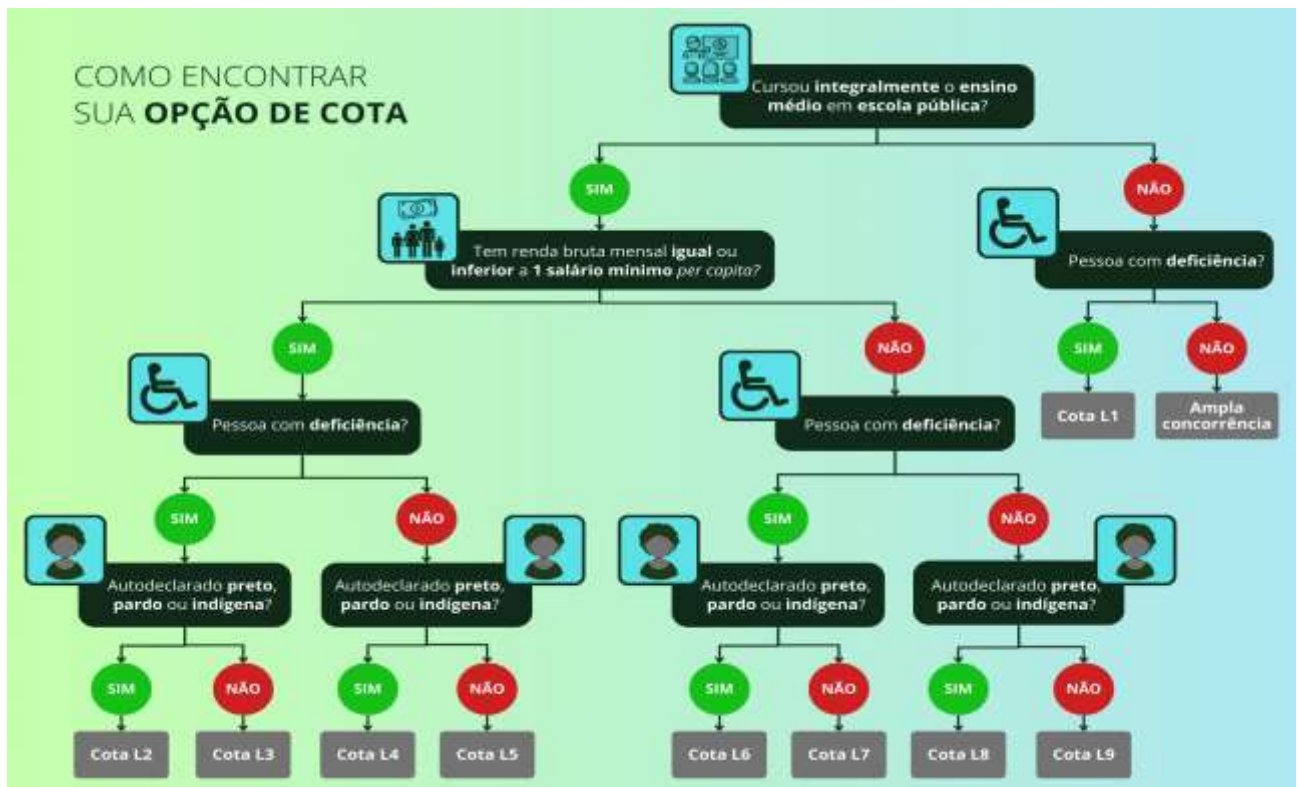 COMO ENCONTRAR
SUA OPÇÃO DE COTA
Cursou integralmente o ensino
médio em escola pública?
SIM
NÃO
Tem renda bruta mensal igual ou
inferior a 1 salário mínimo per capita?
Pessoa com deficiência?
SIM
NÃO
SIM
NÃO
Pessoa com deficiência?
Pessoa com deficiência?
Cota L1
Ampla
concorrência
SIM
NÃO
SIM
NÃO
Autodeclarado preto,
pardo ou indígena?
Autodeclarado preto,
pardo ou indígena?
Autodeclarado preto,
pardo ou indígena?
Autodeclarado preto,
pardo ou indígena?
SIM
NÃO
SIM
NÃO
SIM
NÃO
SIM
NÃO
Cota L2
Cota L3
Cota L4
Cota L5
Cota L6
Cota L7
Cota L8
Cota L9